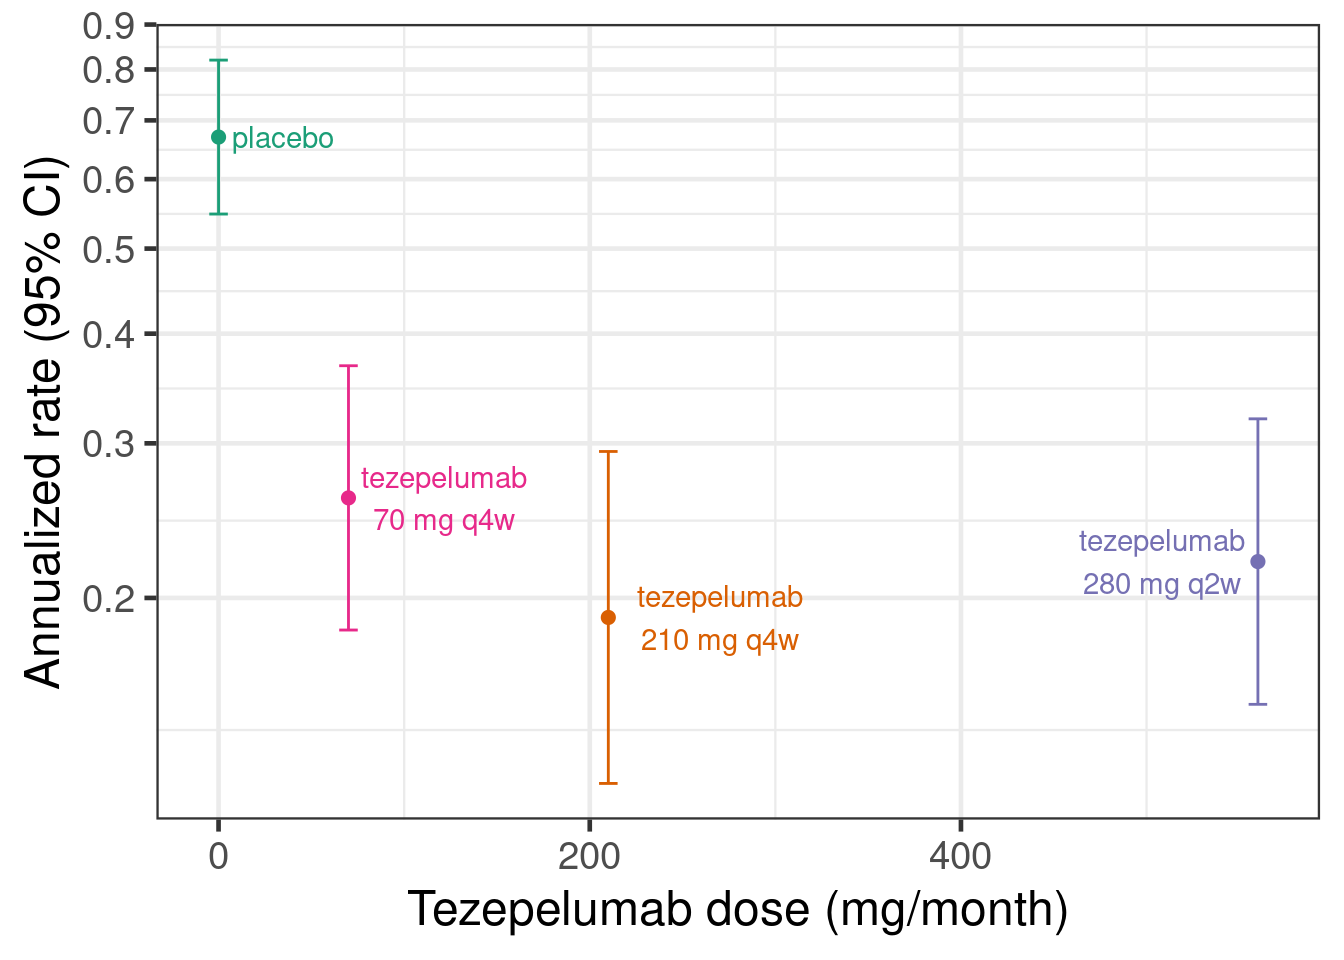 Annualized rate (95% CI)
0.9
0.8
0.7
0.6
0.5
0.4
0.3
0.2
placebo
tezepelumab
70 mg q4w
tezepelumab
210 mg q4w
tezepelumab
280 mg q2w
0
200
400
Tezepelumab dose (mg/month)